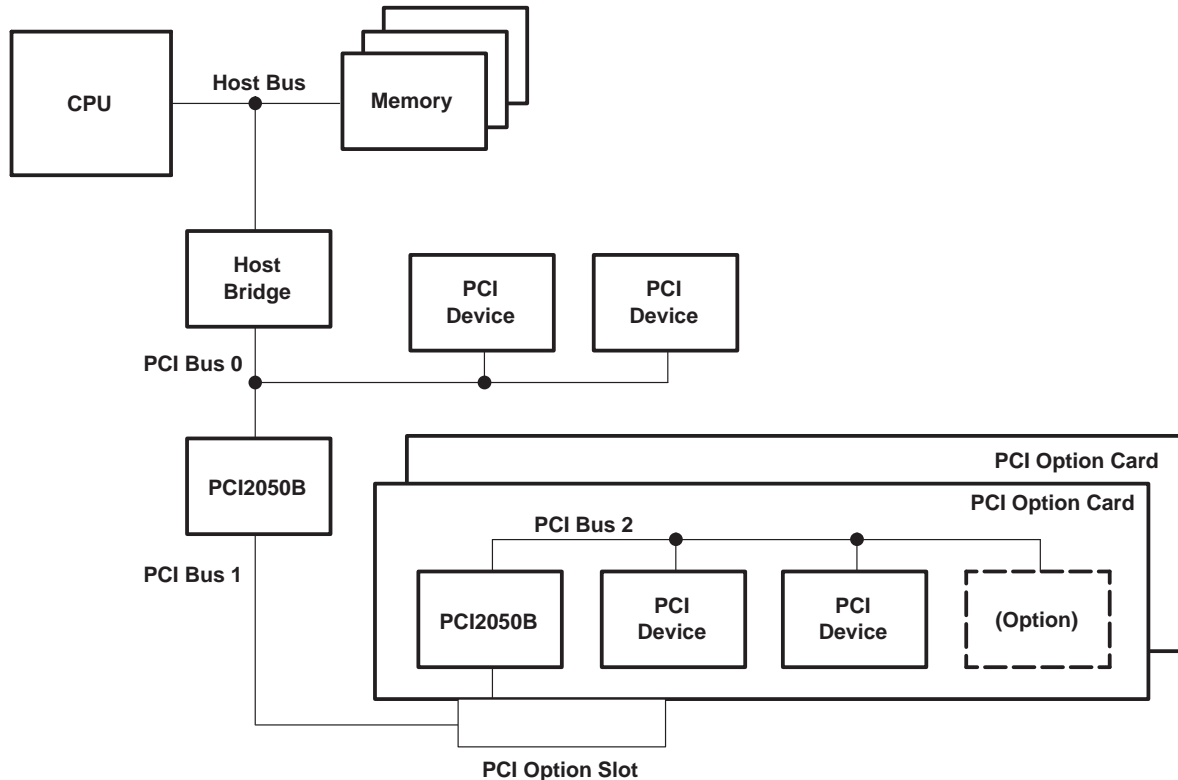 Host Bus
CPU
Memory
Host
Bridge
PCI
Device
PCI
Device
PCI Bus 0
PCI2050B
PCI Option Card
PCI Option Card
PCI Bus 2
PCI Bus 1
PCI2050B
PCI
Device
PCI
Device
(Option)
PCI Option Slot